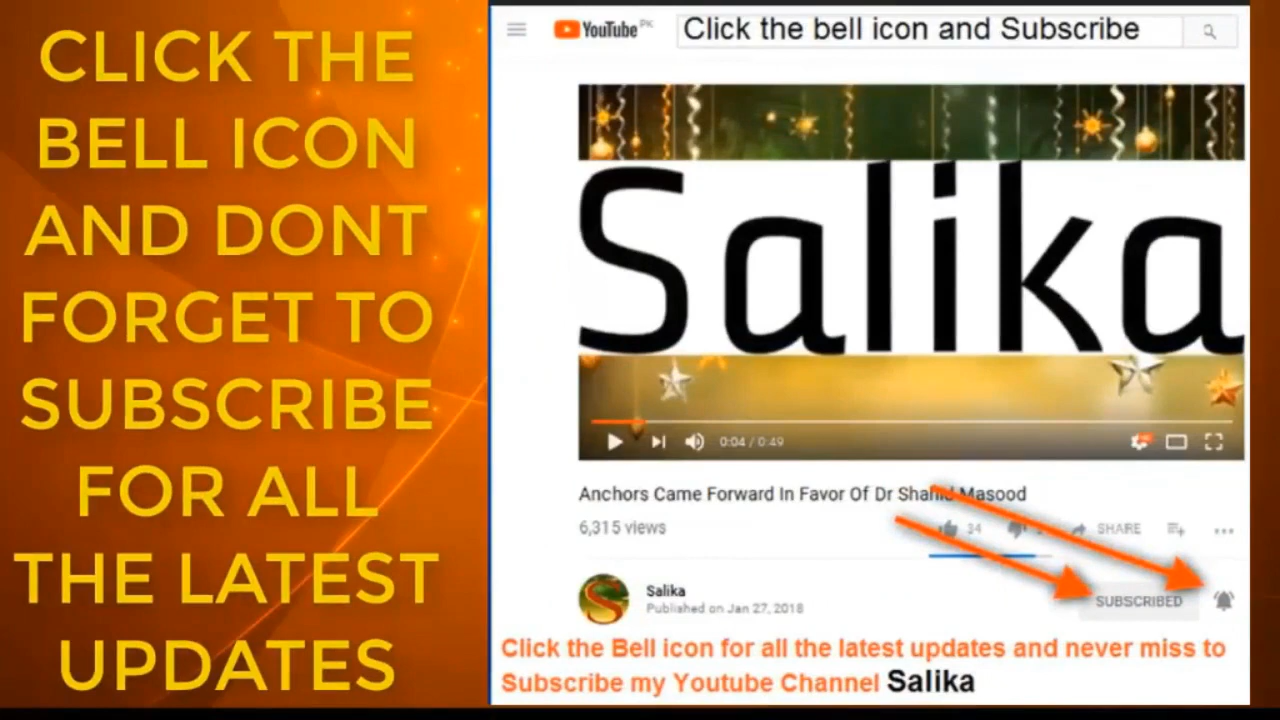 CLICK THE
BELL ICON
AND DONT
FORGET TO
SUBSCRIBE
FOR ALL
THE LATEST
UPDATES
YouTube PK
Click the bell icon and Subscribe
Salika
0:04 / 0:49
Anchors Came Forward In Favor Of Dr Shahid Masood
6,315 views
34
SHARE
Salika
Published on Jan 27, 2018
SUBSCRIBED
Click the Bell icon for all the latest updates and never miss to
Subscribe my Youtube Channel Salika